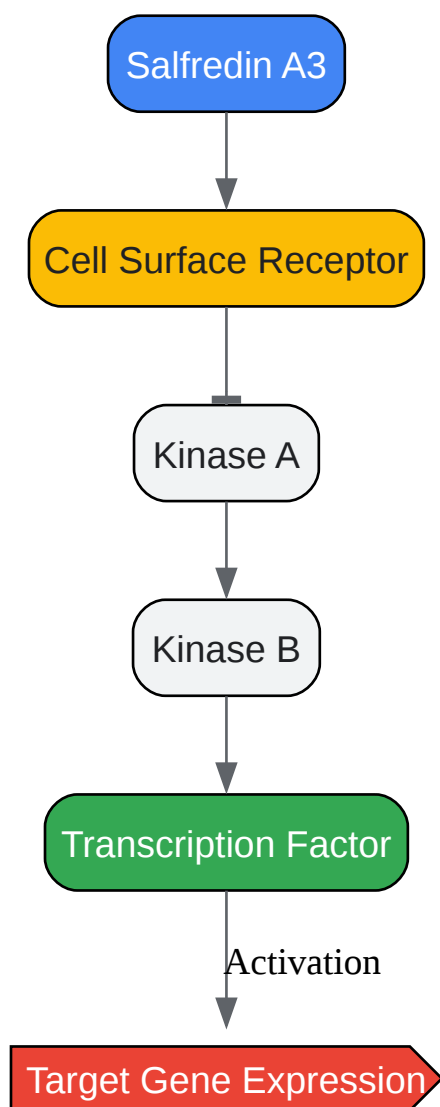 Salfredin A3
Cell Surface Receptor
Kinase A
Kinase B
Transcription Factor
Activation
Target Gene Expression